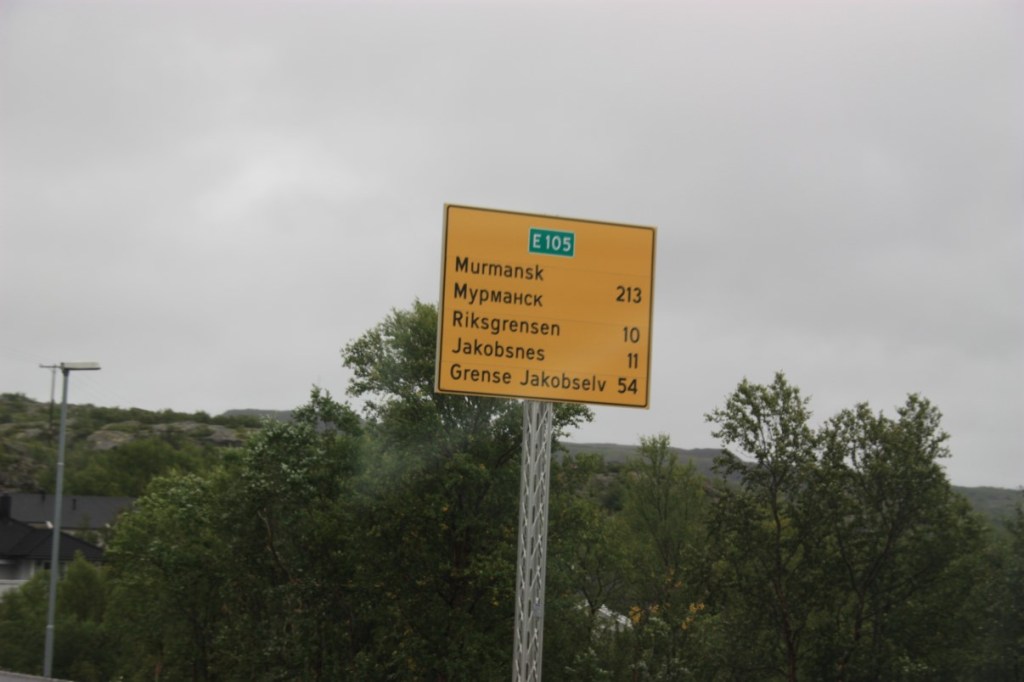 E 105
Murmansk
Мурманск 213
Riksgrensen 10
Jakobsnes 11
Grense Jakobselv 54